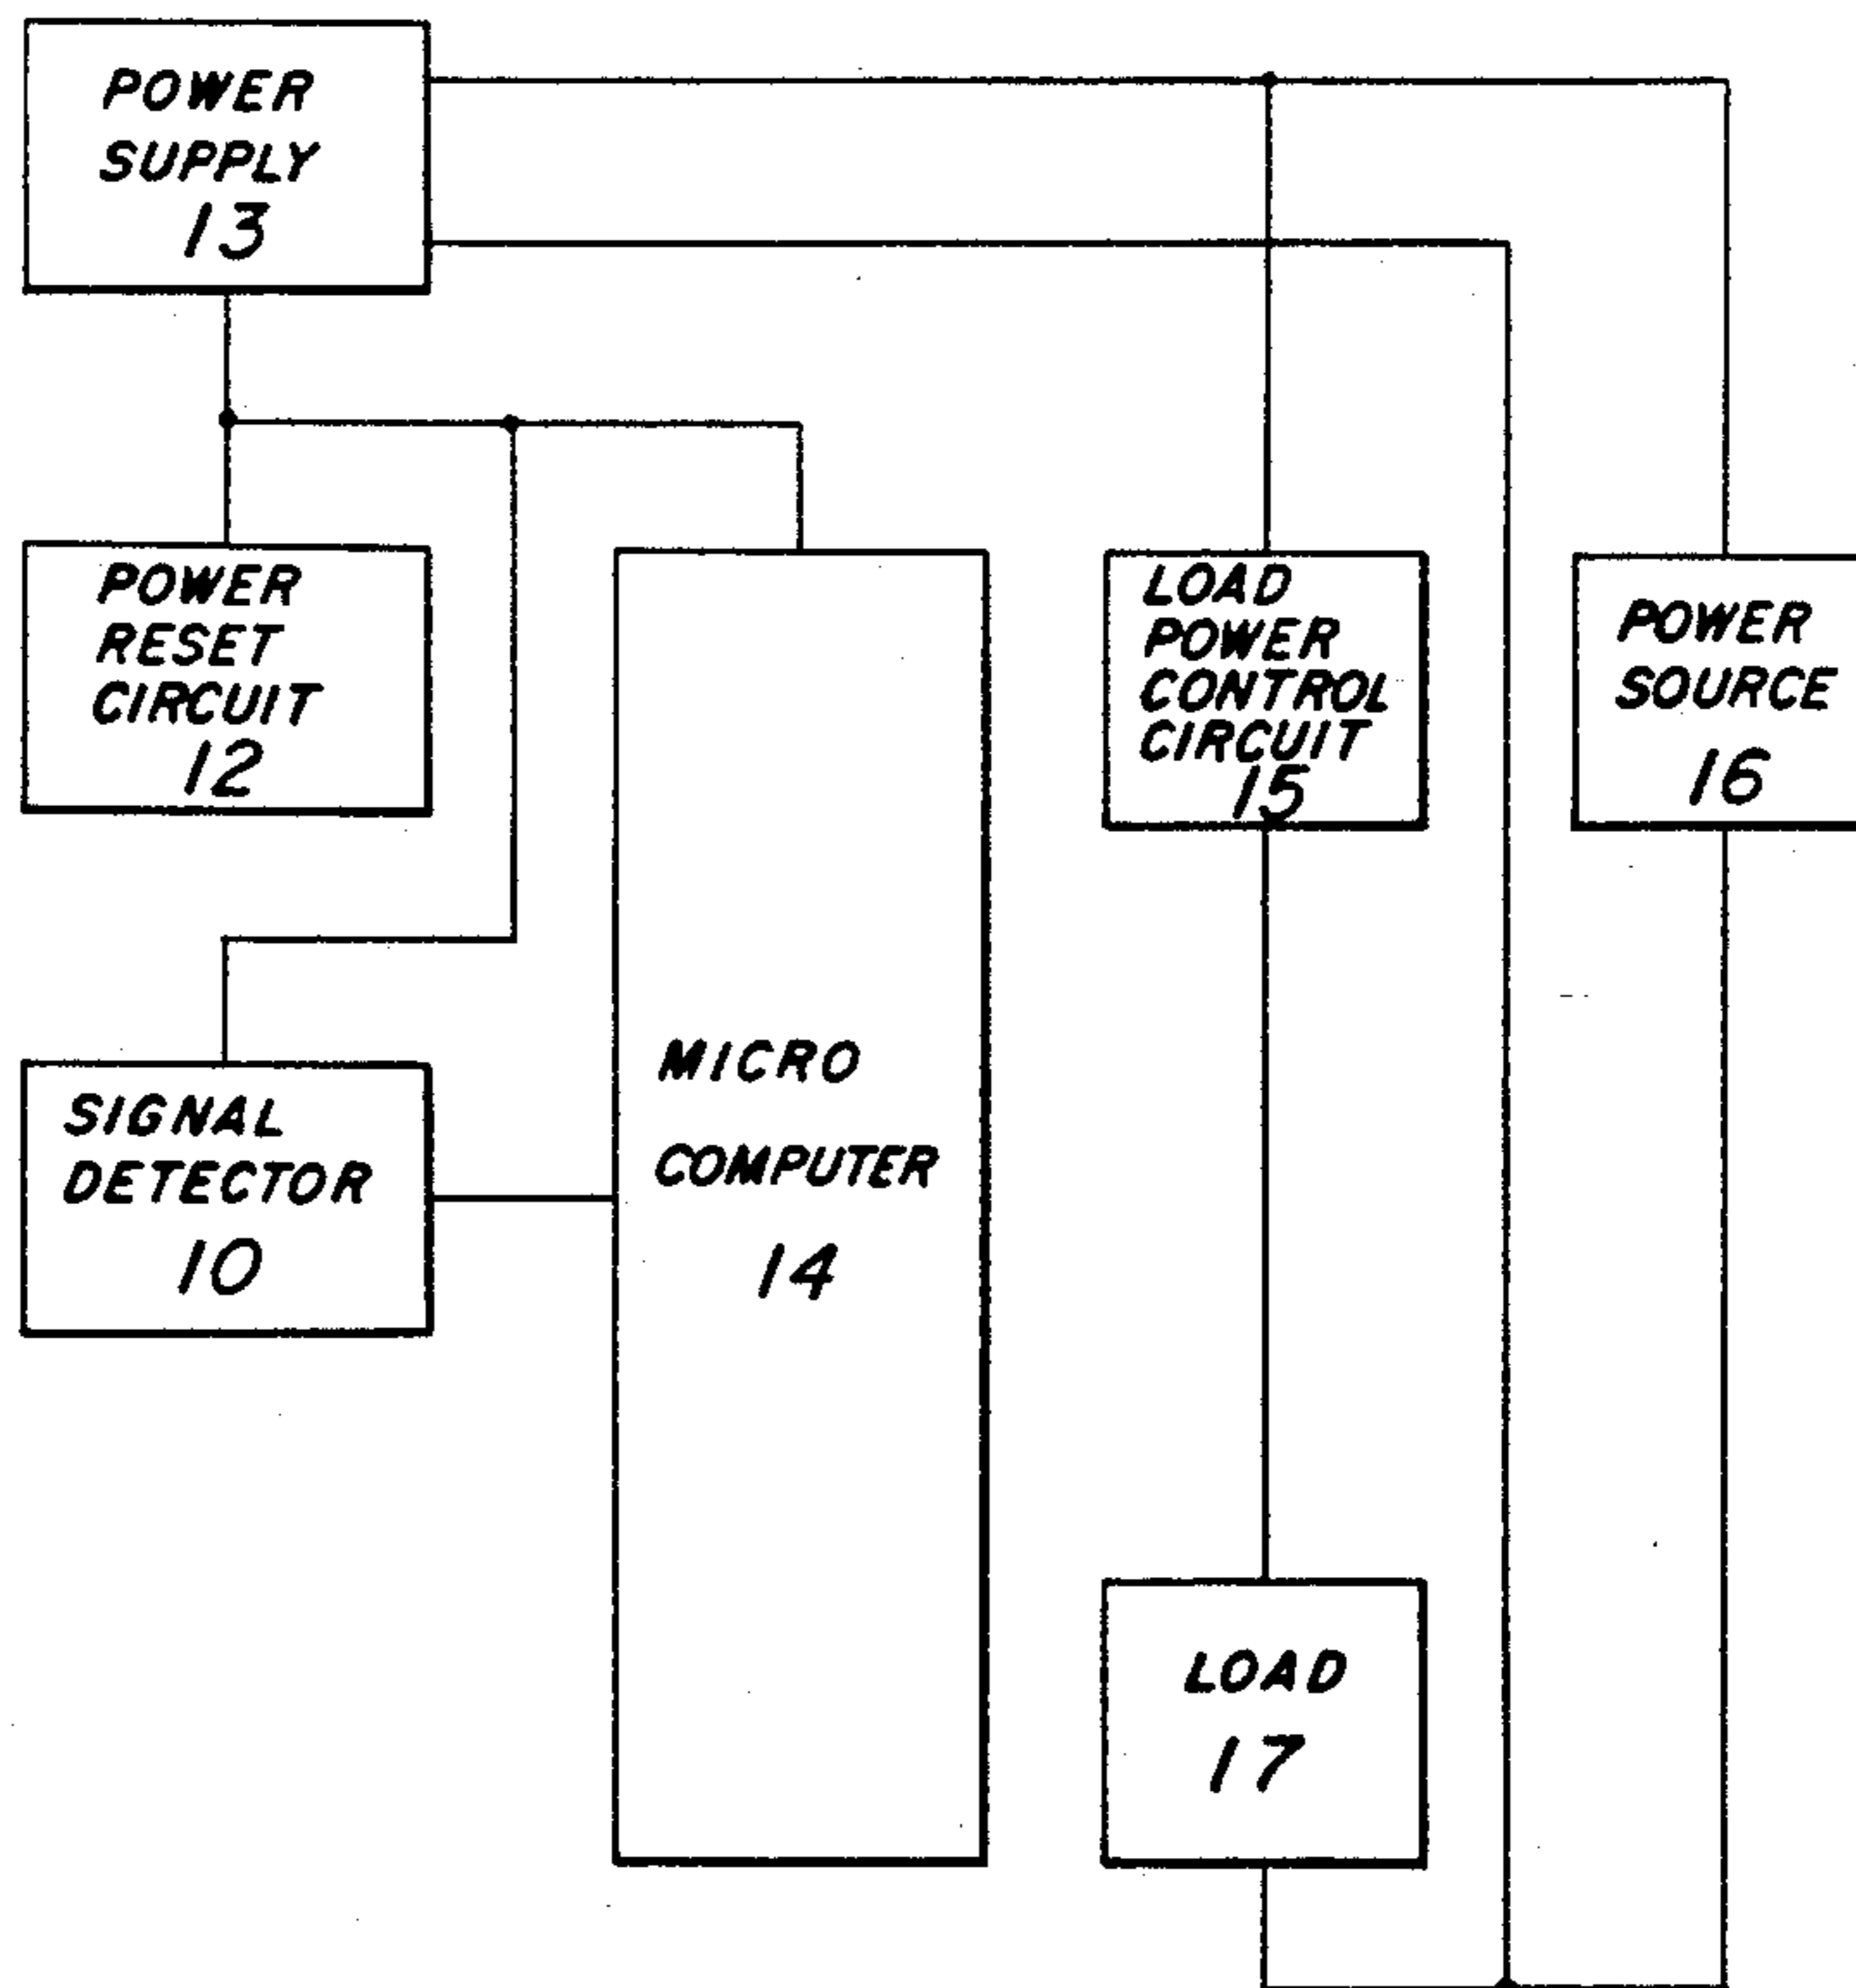 POWER
SUPPLY
13
POWER
RESET
CIRCUIT
12
LOAD
POWER
CONTROL
CIRCUIT
15
POWER
SOURCE
16
SIGNAL
DETECTOR
10
MICRO
COMPUTER
14
LOAD
17